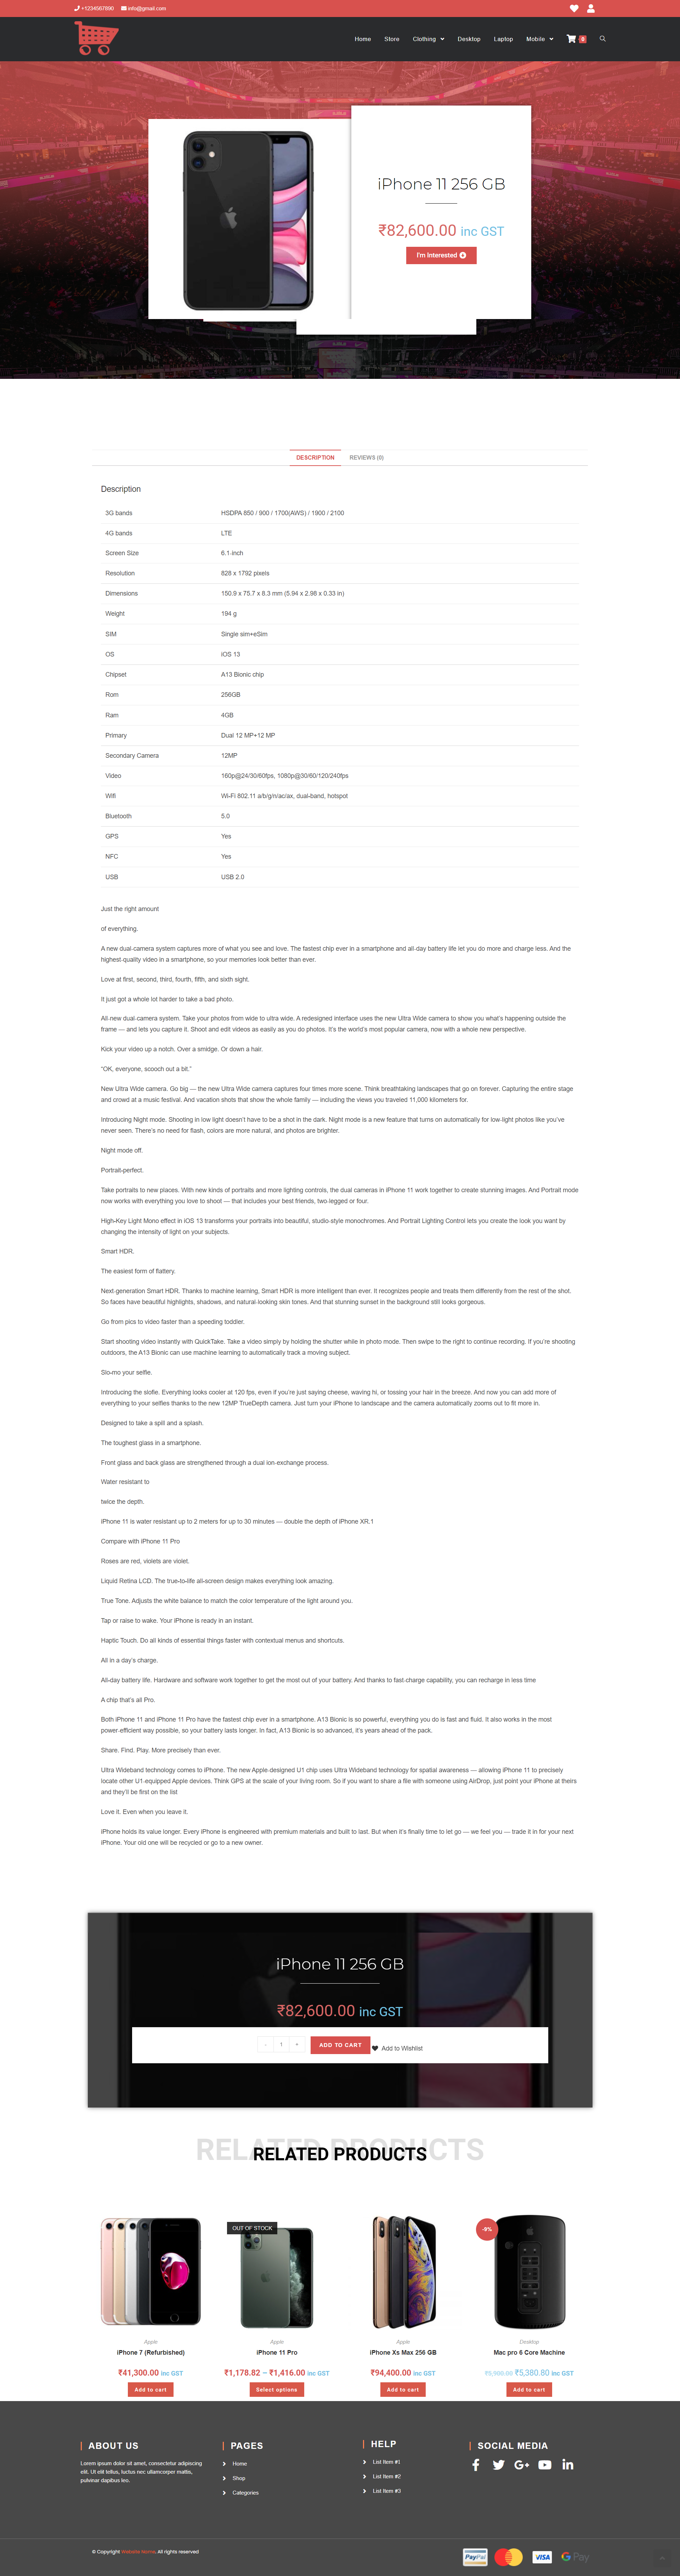 +1234567890 info@gmail.com
Home Store Clothing Desktop Laptop Mobile 0
iPhone 11 256 GB
₹82,600.00 inc GST
I'm Interested
DESCRIPTION REVIEWS (0)
Description
3G bands HSDPA 850 / 900 / 1700(AWS) / 1900 / 2100
4G bands LTE
Screen Size 6.1-inch
Resolution 828 x 1792 pixels
Dimensions 150.9 x 75.7 x 8.3 mm (5.94 x 2.98 x 0.33 in)
Weight 194 g
SIM Single sim+eSim
OS IOS 13
Chipset A13 Bionic chip
Rom 256GB
Ram 4GB
Primary Dual 12 MP+12 MP
Secondary Camera 12MP
Video 160p@24/30/60fps, 1080p@30/60/120/240fps
Wifi Wi-Fi 802.11 a/b/g/n/ac/ax, dual-band, hotspot
Bluetooth 5.0
GPS Yes
NFC Yes
USB USB 2.0
Just the right amount
of everything.
A new dual-camera system captures more of what you see and love. The fastest chip ever in a smartphone and all-day battery life let you do more and charge less. And the
highest-quality video in a smartphone, so your memories look better than ever.
Love at first, second, third, fourth, fifth, and sixth sight.
It just got a whole lot harder to take a bad photo.
All-new dual-camera system. Take your photos from wide to ultra wide. A redesigned interface uses the new Ultra Wide camera to show you what's happening outside the
frame — and lets you capture it. Shoot and edit videos as easily as you do photos. It's the world's most popular camera, now with a whole new perspective.
Kick your video up a notch. Over a smidge. Or down a hair.
“OK, everyone, scooch out a bit.”
New Ultra Wide camera. Go big — the new Ultra Wide camera captures four times more scene. Think breathtaking landscapes that go on forever. Capturing the entire stage
and crowd at a music festival. And vacation shots that show the whole family — including the views you traveled 11,000 kilometers for.
Introducing Night mode. Shooting in low light doesn't have to be a shot in the dark. Night mode is a new feature that turns on automatically for low-light photos like you've
never seen. There's no need for flash, colors are more natural, and photos are brighter.
Night mode off.
Portrait-perfect.
Take portraits to new places. With new kinds of portraits and more lighting controls, the dual cameras in iPhone 11 work together to create stunning images. And Portrait mode
now works with everything you love to shoot — that includes your best friends, two-legged or four.
High-Key Light Mono effect in iOS 13 transforms your portraits into beautiful, studio-style monochromes. And Portrait Lighting Control lets you create the look you want by
changing the intensity of light on your subjects.
Smart HDR.
The easiest form of flattery.
Next-generation Smart HDR. Thanks to machine learning, Smart HDR is more intelligent than ever. It recognizes people and treats them differently from the rest of the shot.
So faces have beautiful highlights, shadows, and natural-looking skin tones. And that stunning sunset in the background still looks gorgeous.
Go from pics to video faster than a speeding toddler.
Start shooting video instantly with QuickTake. Take a video simply by holding the shutter while in photo mode. Then swipe to the right to continue recording. If you're shooting
outdoors, the A13 Bionic can use machine learning to automatically track a moving subject.
Slo-mo your selfie.
Introducing the slofie. Everything looks cooler at 120 fps, even if you're just saying cheese, waving hi, or tossing your hair in the breeze. And now you can add more of
everything to your selfies thanks to the new 12MP TrueDepth camera. Just turn your iPhone to landscape and the camera automatically zooms out to fit more in.
Designed to take a spill and a splash.
The toughest glass in a smartphone.
Front glass and back glass are strengthened through a dual ion-exchange process.
Water resistant to
twice the depth.
iPhone 11 is water resistant up to 2 meters for up to 30 minutes — double the depth of iPhone XR.1
Compare with iPhone 11 Pro
Roses are red, violets are violet.
Liquid Retina LCD. The true-to-life all-screen design makes everything look amazing.
True Tone. Adjusts the white balance to match the color temperature of the light around you.
Tap or raise to wake. Your iPhone is ready in an instant.
Haptic Touch. Do all kinds of essential things faster with contextual menus and shortcuts.
All in a day's charge.
All-day battery life. Hardware and software work together to get the most out of your battery. And thanks to fast-charge capability, you can recharge in less time
A chip that's all Pro.
Both iPhone 11 and iPhone 11 Pro have the fastest chip ever in a smartphone. A13 Bionic is so powerful, everything you do is fast and fluid. It also works in the most
power-efficient way possible, so your battery lasts longer. In fact, A13 Bionic is so advanced, it's years ahead of the pack.
Share. Find. Play. More precisely than ever.
Ultra Wideband technology comes to iPhone. The new Apple-designed U1 chip uses Ultra Wideband technology for spatial awareness — allowing iPhone 11 to precisely
locate other U1-equipped Apple devices. Think GPS at the scale of your living room. So if you want to share a file with someone using AirDrop, just point your iPhone at theirs
and they'll be first on the list
Love it. Even when you leave it.
iPhone holds its value longer. Every iPhone is engineered with premium materials and built to last. But when it's finally time to let go — we feel you — trade it in for your next
iPhone. Your old one will be recycled or go to a new owner.
iPhone 11 256 GB
₹82,600.00 inc GST
- 1 + ADD TO CART Add to Wishlist
RELATED PRODUCTS
RELATED PRODUCTS
OUT OF STOCK -9%
Apple Apple Apple Desktop
iPhone 7 (Refurbished) iPhone 11 Pro iPhone Xs Max 256 GB Mac pro 6 Core Machine
₹41,300.00 inc GST ₹1,178.82 – ₹1,416.00 inc GST ₹94,400.00 inc GST ₹5,900.00 ₹5,380.80 inc GST
Add to cart Select options Add to cart Add to cart
ABOUT US PAGES HELP SOCIAL MEDIA
Lorem ipsum dolor sit amet, consectetur adipiscing
elit. Ut elit tellus, luctus nec ullamcorper mattis,
pulvinar dapibus leo.
Home
Shop
Categories
List Item #1
List Item #2
List Item #3
© Copyright Website Name. All rights reserved
PayPal VISA G Pay